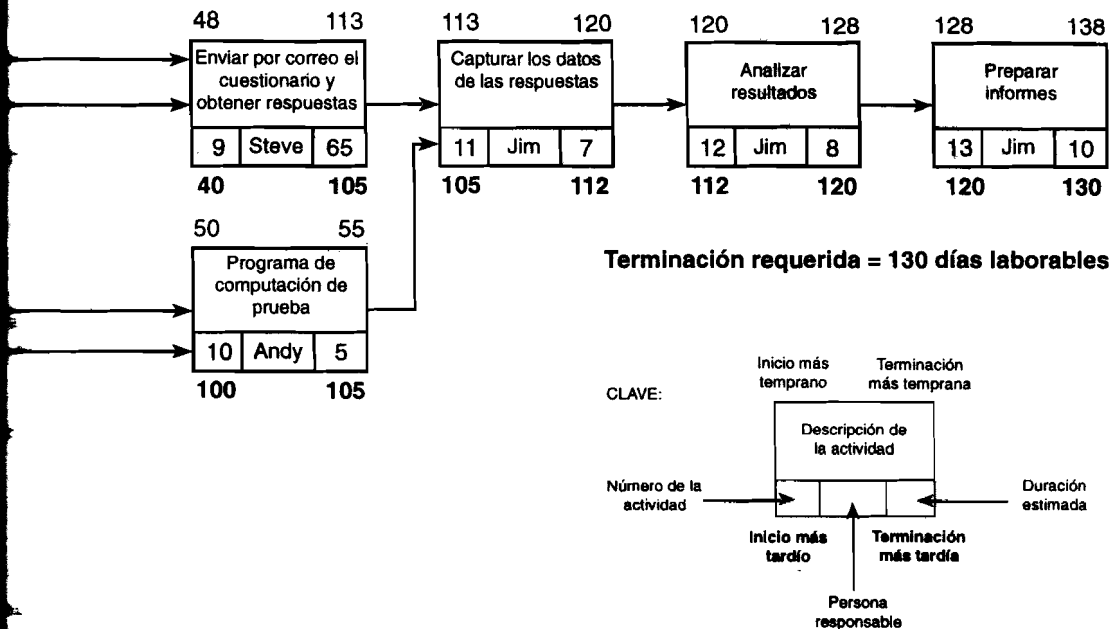 48 113
Enviar por correo el
cuestionario y
obtener respuestas
9 Steve 65
40 105
113 120
Capturar los datos
de las respuestas
11 Jim 7
105 112
120 128
Analizar
resultados
12 Jim 8
112 120
128 138
Preparar
informes
13 Jim 10
120 130
50 55
Programa de
computación de
prueba
10 Andy 5
100 105
Terminación requerida = 130 días laborables
CLAVE:
Inicio más
temprano
Terminación
más temprana
Descripción de
la actividad
Número de la
actividad
Duración
estimada
Inicio más
tardío
Terminación
más tardía
Persona
responsable